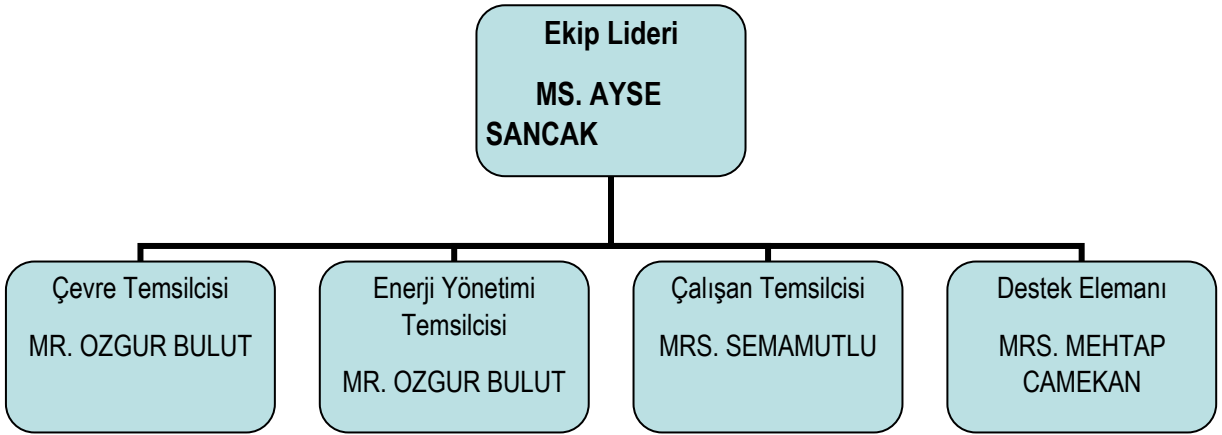 Ekip Lideri
MS. AYSE
SANCAK
Çevre Temsilcisi
MR. OZGUR BULUT
Enerji Yönetimi
Temsilcisi
MR. OZGUR BULUT
Çalışan Temsilcisi
MRS. SEMAMUTLU
Destek Elemanı
MRS. MEHTAP
CAMEKAN